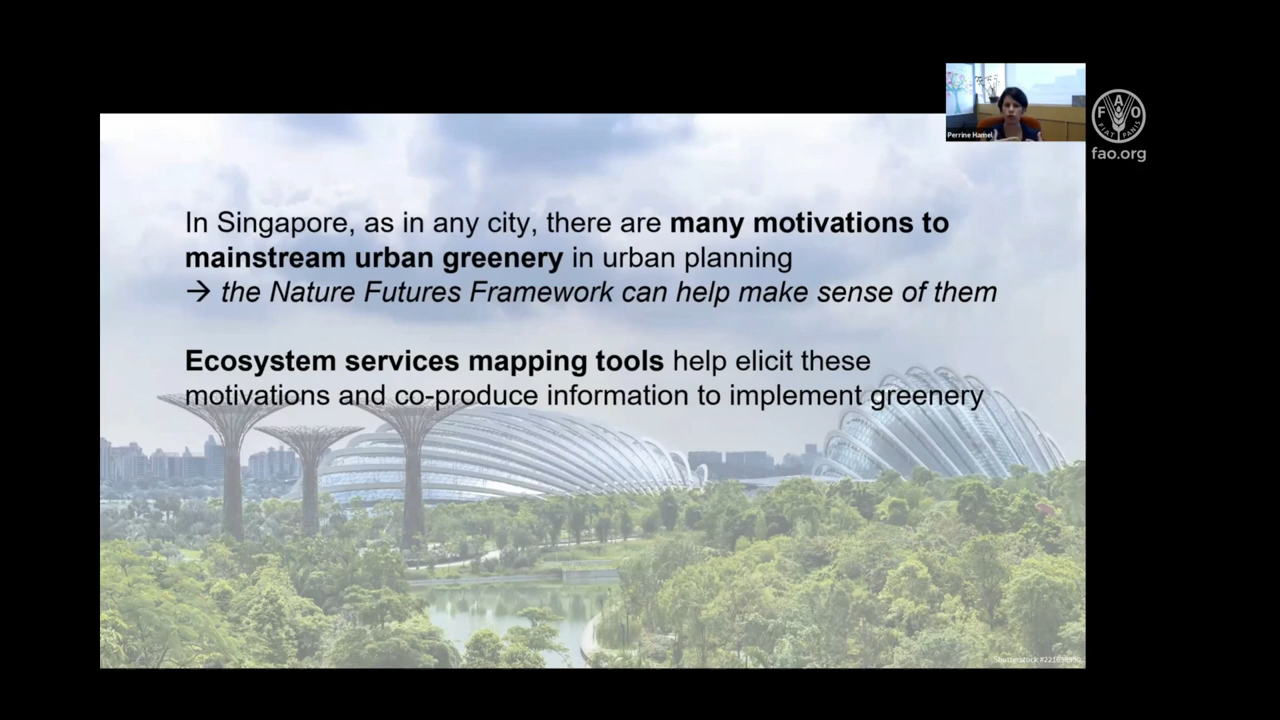 Perrine Hamel
F A O
FIAT PANIS
fao.org
In Singapore, as in any city, there are many motivations to
mainstream urban greenery in urban planning
→ the Nature Futures Framework can help make sense of them
Ecosystem services mapping tools help elicit these
motivations and co-produce information to implement greenery